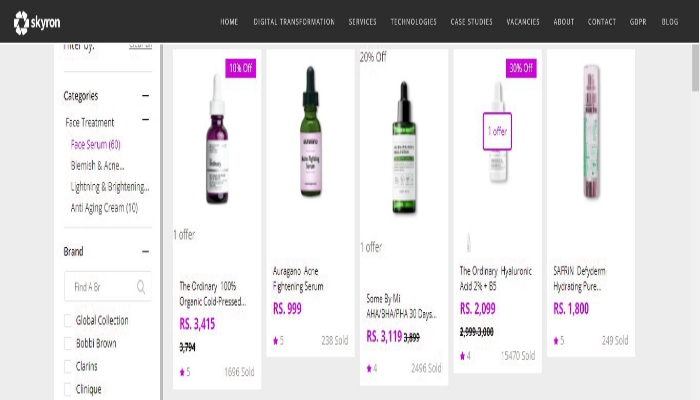 skyron
HOME DIGITAL TRANSFORMATION SERVICES TECHNOLOGIES CASE STUDIES VACANCIES ABOUT CONTACT GDPR BLOG
Filter by:
Categories
Face Treatment
Face Serum (60)
Blemish & Acne...
Lightning & Brightening...
Anti Aging Cream (10)
Brand
Find A Br
Global Collection
Bobbi Brown
Clarins
Clinique
10% Off
1 offer
The Ordinary 100%
Organic Cold-Pressed...
RS. 3,415
3,794
5 1696 Sold
Auragano Acne
Fightening Serum
RS. 999
5 238 Sold
20% Off
1 offer
Some By Mi
AHA/BHA/PHA 30 Days...
RS. 3,119 3,899
4 2496 Sold
30% Off
1 offer
The Ordinary Hyaluronic
Acid 2% + B5
RS. 2,099
2,999-3,000
4 15470 Sold
SAFRIN Defyderm
Hydrating Pure...
RS. 1,800
5 249 Sold